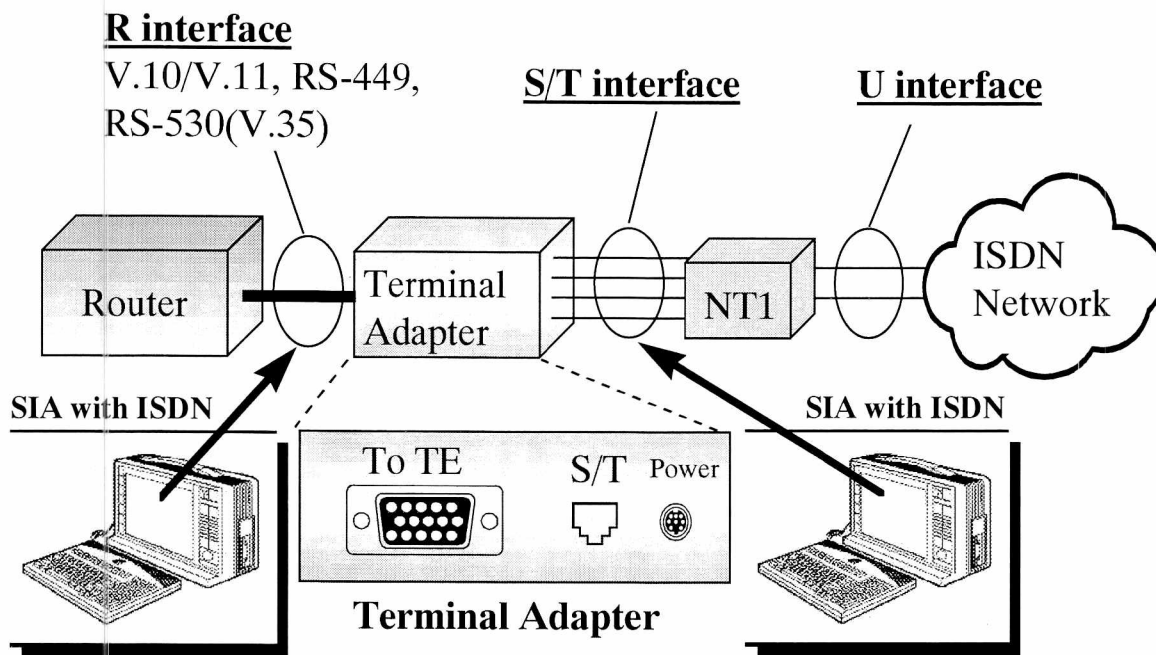 R interface
V.10/V.11, RS-449,
RS-530(V.35)
S/T interface
U interface
Router
Terminal
Adapter
NT1
ISDN
Network
SIA with ISDN
SIA with ISDN
To TE
S/T
Power
Terminal Adapter